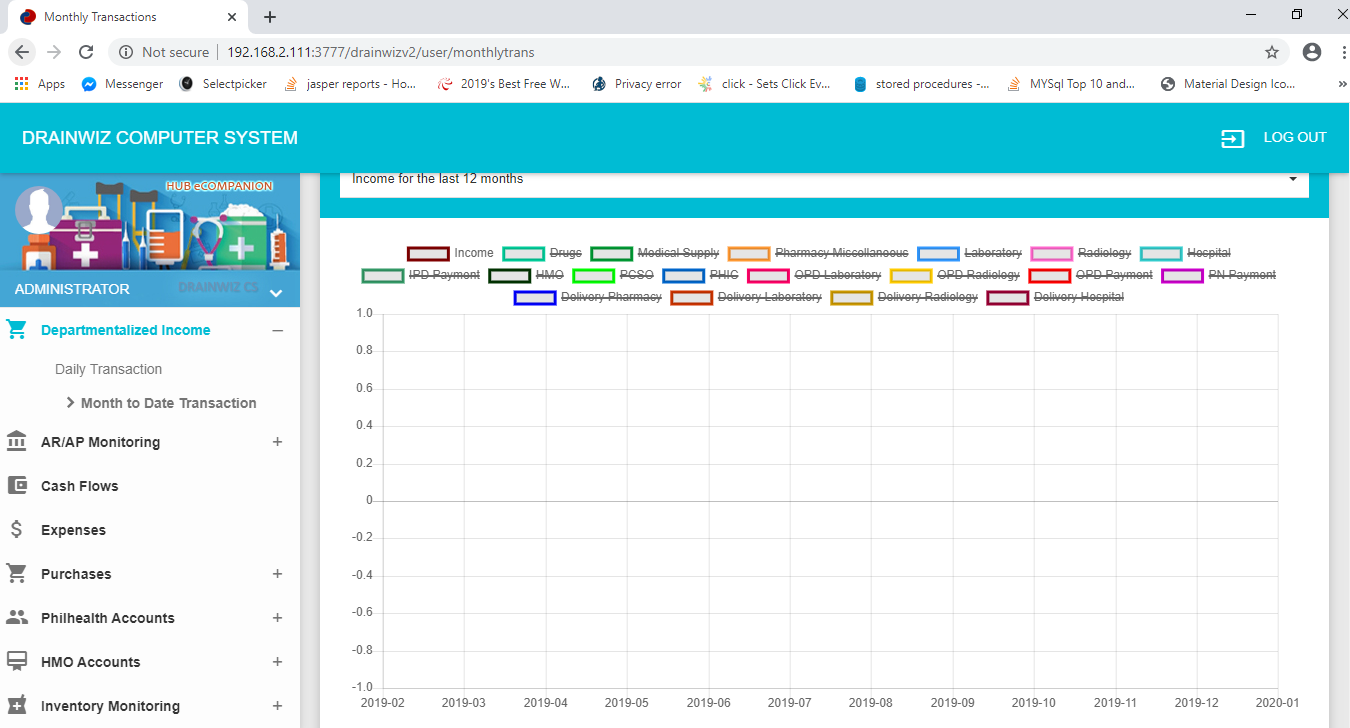 Monthly Transactions
Not secure | 192.168.2.111:3777/drainwizv2/user/monthlytrans
Apps Messenger Selectpicker jasper reports - Ho... 2019's Best Free W... Privacy error click - Sets Click Ev... stored procedures -... MYSql Top 10 and... Material Design Ico... »
DRAINWIZ COMPUTER SYSTEM
LOG OUT
HUB eCOMPANION
ADMINISTRATOR
DRAINWIZ CS
Departmentalized Income
Daily Transaction
Month to Date Transaction
AR/AP Monitoring
Cash Flows
Expenses
Purchases
Philhealth Accounts
HMO Accounts
Inventory Monitoring
Income for the last 12 months
Income Drugs Medical Supply Pharmacy Miscellaneous Laboratory Radiology Hospital
IPD Payment HMO PCSO PHIC OPD Laboratory OPD Radiology OPD Payment PN Payment
Delivery Pharmacy Delivery Laboratory Delivery Radiology Delivery Hospital
1.0
0.8
0.6
0.4
0.2
0
-0.2
-0.4
-0.6
-0.8
-1.0
2019-02 2019-03 2019-04 2019-05 2019-06 2019-07 2019-08 2019-09 2019-10 2019-11 2019-12 2020-01